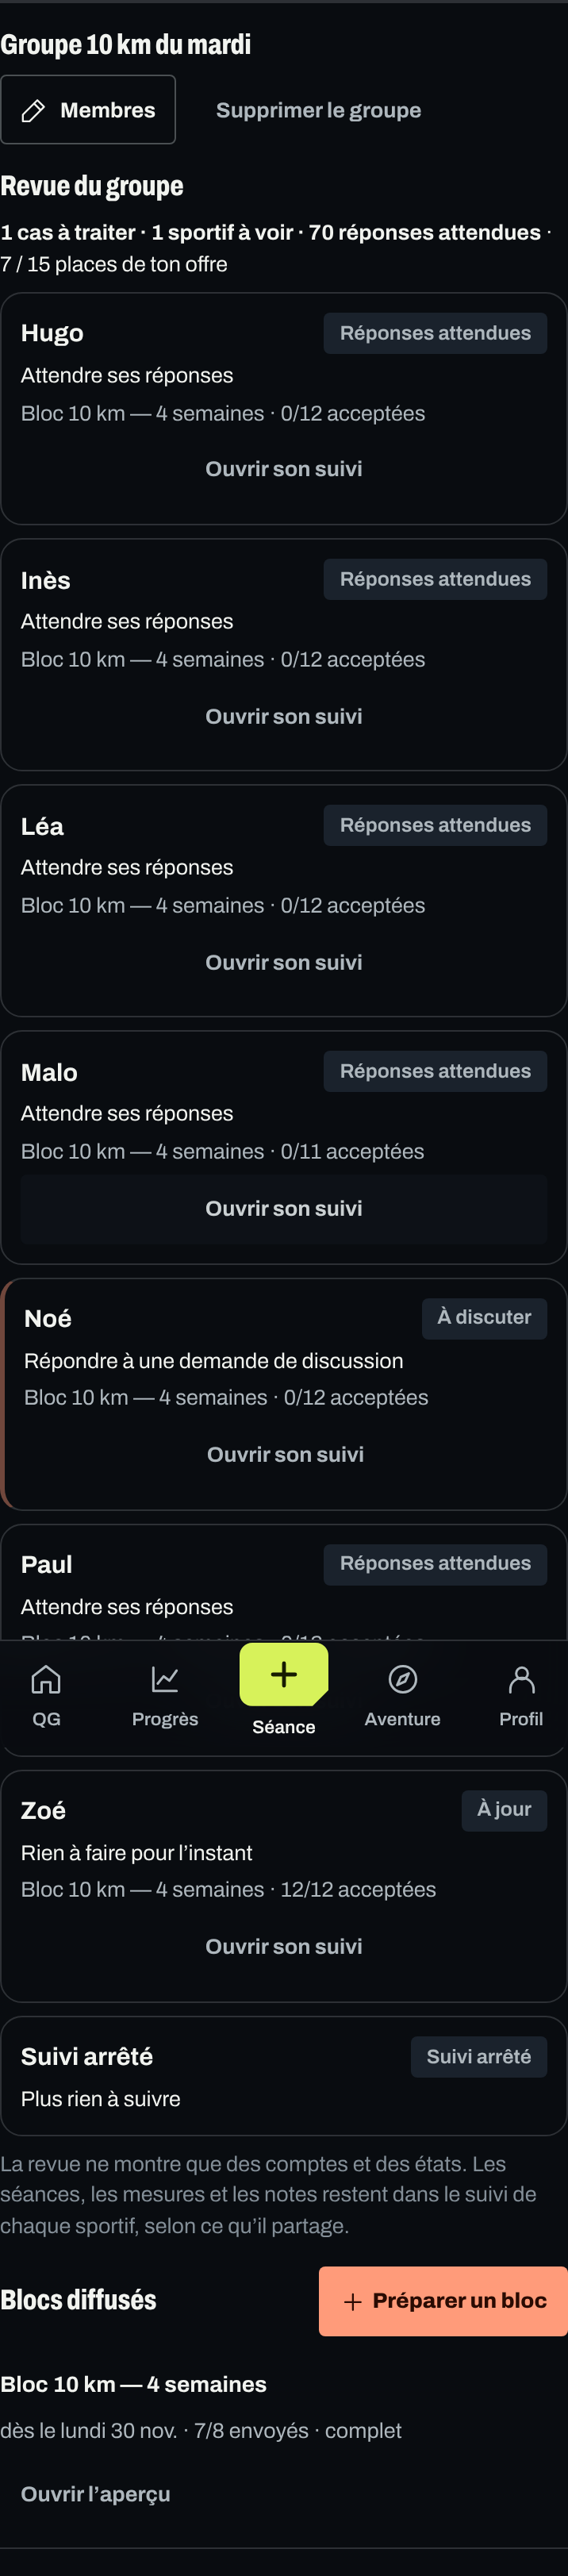 Groupe 10 km du mardi
Membres
Supprimer le groupe
Revue du groupe
1 cas à traiter · 1 sportif à voir · 70 réponses attendues ·
7 / 15 places de ton offre
Hugo
Réponses attendues
Attendre ses réponses
Bloc 10 km — 4 semaines · 0/12 acceptées
Ouvrir son suivi
Inès
Réponses attendues
Attendre ses réponses
Bloc 10 km — 4 semaines · 0/12 acceptées
Ouvrir son suivi
Léa
Réponses attendues
Attendre ses réponses
Bloc 10 km — 4 semaines · 0/12 acceptées
Ouvrir son suivi
Malo
Réponses attendues
Attendre ses réponses
Bloc 10 km — 4 semaines · 0/11 acceptées
Ouvrir son suivi
Noé
À discuter
Répondre à une demande de discussion
Bloc 10 km — 4 semaines · 0/12 acceptées
Ouvrir son suivi
Paul
Réponses attendues
Attendre ses réponses
QG
Progrès
Séance
Aventure
Profil
Zoé
À jour
Rien à faire pour l’instant
Bloc 10 km — 4 semaines · 12/12 acceptées
Ouvrir son suivi
Suivi arrêté
Suivi arrêté
Plus rien à suivre
La revue ne montre que des comptes et des états. Les
séances, les mesures et les notes restent dans le suivi de
chaque sportif, selon ce qu’il partage.
Blocs diffusés
Préparer un bloc
Bloc 10 km — 4 semaines
dès le lundi 30 nov. · 7/8 envoyés · complet
Ouvrir l’aperçu